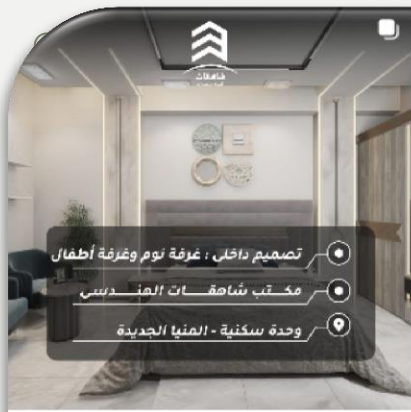 شاهقات
تصميم داخلي : غرفة نوم وغرفة أطفال
مكتب شاهقات الهندسي
وحدة سكنية - المنيا الجديدة